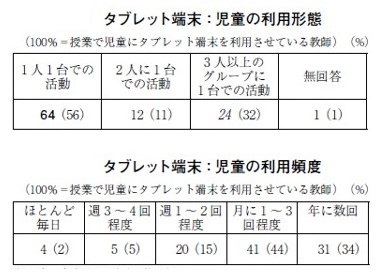 タブレット端末：児童の利用形態
（100％＝授業で児童にタブレット端末を利用させている教師）（％）
1人1台での活動 2人に1台での活動 3人以上のグループに1台での活動 無回答
64（56） 12（11） 24（32） 1（1）
タブレット端末：児童の利用頻度
（100％＝授業で児童にタブレット端末を利用させている教師）（％）
ほとんど毎日 週3～4回程度 週1～2回程度 月に1～3回程度 年に数回
4（2） 5（5） 20（15） 41（44） 31（34）